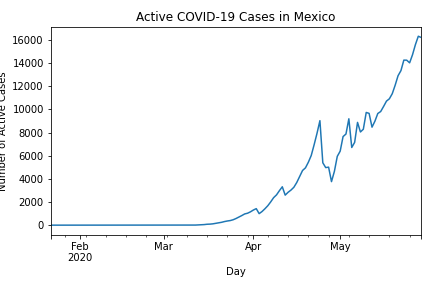 Active COVID-19 Cases in Mexico
Number of Active Cases
16000
14000
12000
10000
8000
6000
4000
2000
0
Feb
2020
Mar
Apr
May
Day